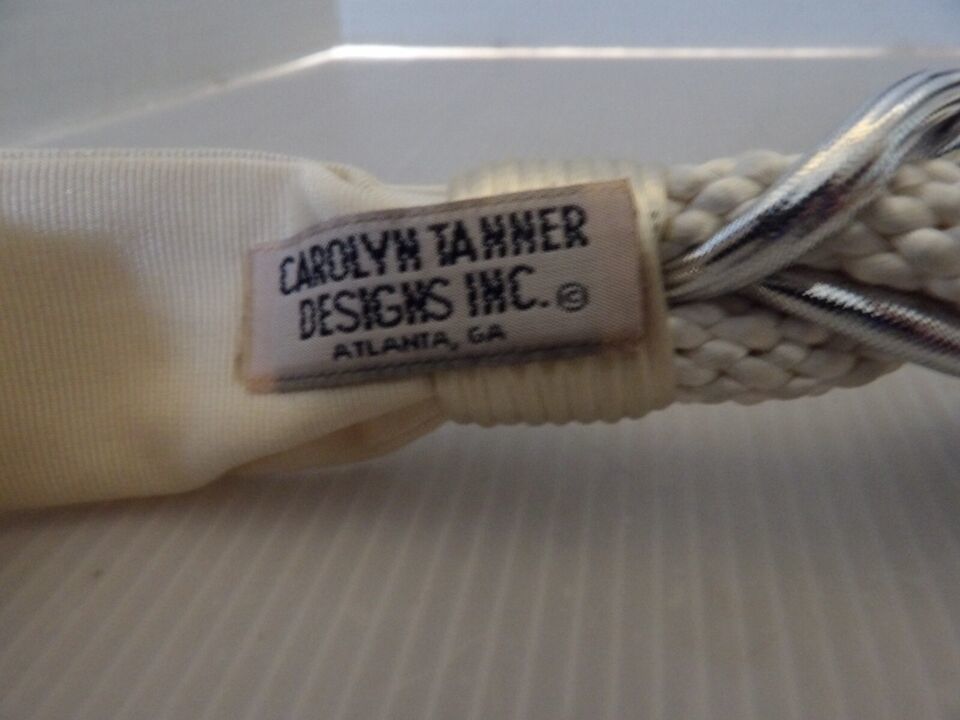 CAROLYN TANNER
DESIGNS INC. ©
ATLANTA, GA